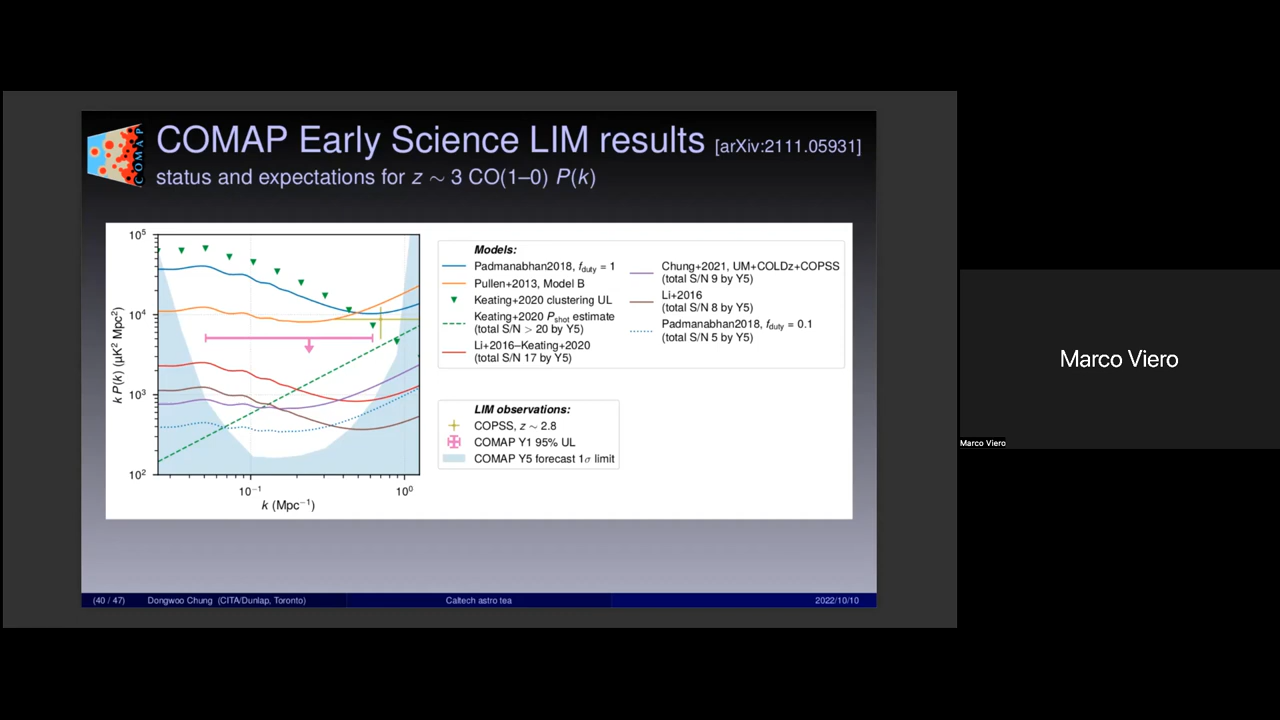 COMAP
COMAP Early Science LIM results [arXiv:2111.05931]
status and expectations for z ∼ 3 CO(1–0) P(k)
10⁵
10⁴
10³
10²
k P(k) (μK² Mpc²)
10⁻¹
10⁰
k (Mpc⁻¹)
Models:
Padmanabhan2018, f_duty = 1
Pullen+2013, Model B
Keating+2020 clustering UL
Keating+2020 P_shot estimate
(total S/N > 20 by Y5)
Li+2016–Keating+2020
(total S/N 17 by Y5)
Chung+2021, UM+COLDz+COPSS
(total S/N 9 by Y5)
Li+2016
(total S/N 8 by Y5)
Padmanabhan2018, f_duty = 0.1
(total S/N 5 by Y5)
LIM observations:
COPSS, z ∼ 2.8
COMAP Y1 95% UL
COMAP Y5 forecast 1σ limit
(40 / 47) Dongwoo Chung (CITA/Dunlap, Toronto) Caltech astro tea 2022/10/10
Marco Viero
Marco Viero